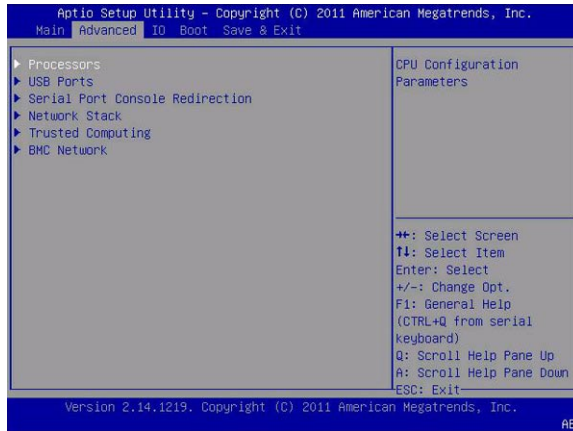 Aptio Setup Utility – Copyright (C) 2011 American Megatrends, Inc.
Main Advanced IO Boot Save & Exit
▶ Processors
▶ USB Ports
▶ Serial Port Console Redirection
▶ Network Stack
▶ Trusted Computing
▶ BMC Network
CPU Configuration
Parameters
→←: Select Screen
↑↓: Select Item
Enter: Select
+/-: Change Opt.
F1: General Help
(CTRL+Q from serial
keyboard)
Q: Scroll Help Pane Up
A: Scroll Help Pane Down
ESC: Exit
Version 2.14.1219. Copyright (C) 2011 American Megatrends, Inc.
AB